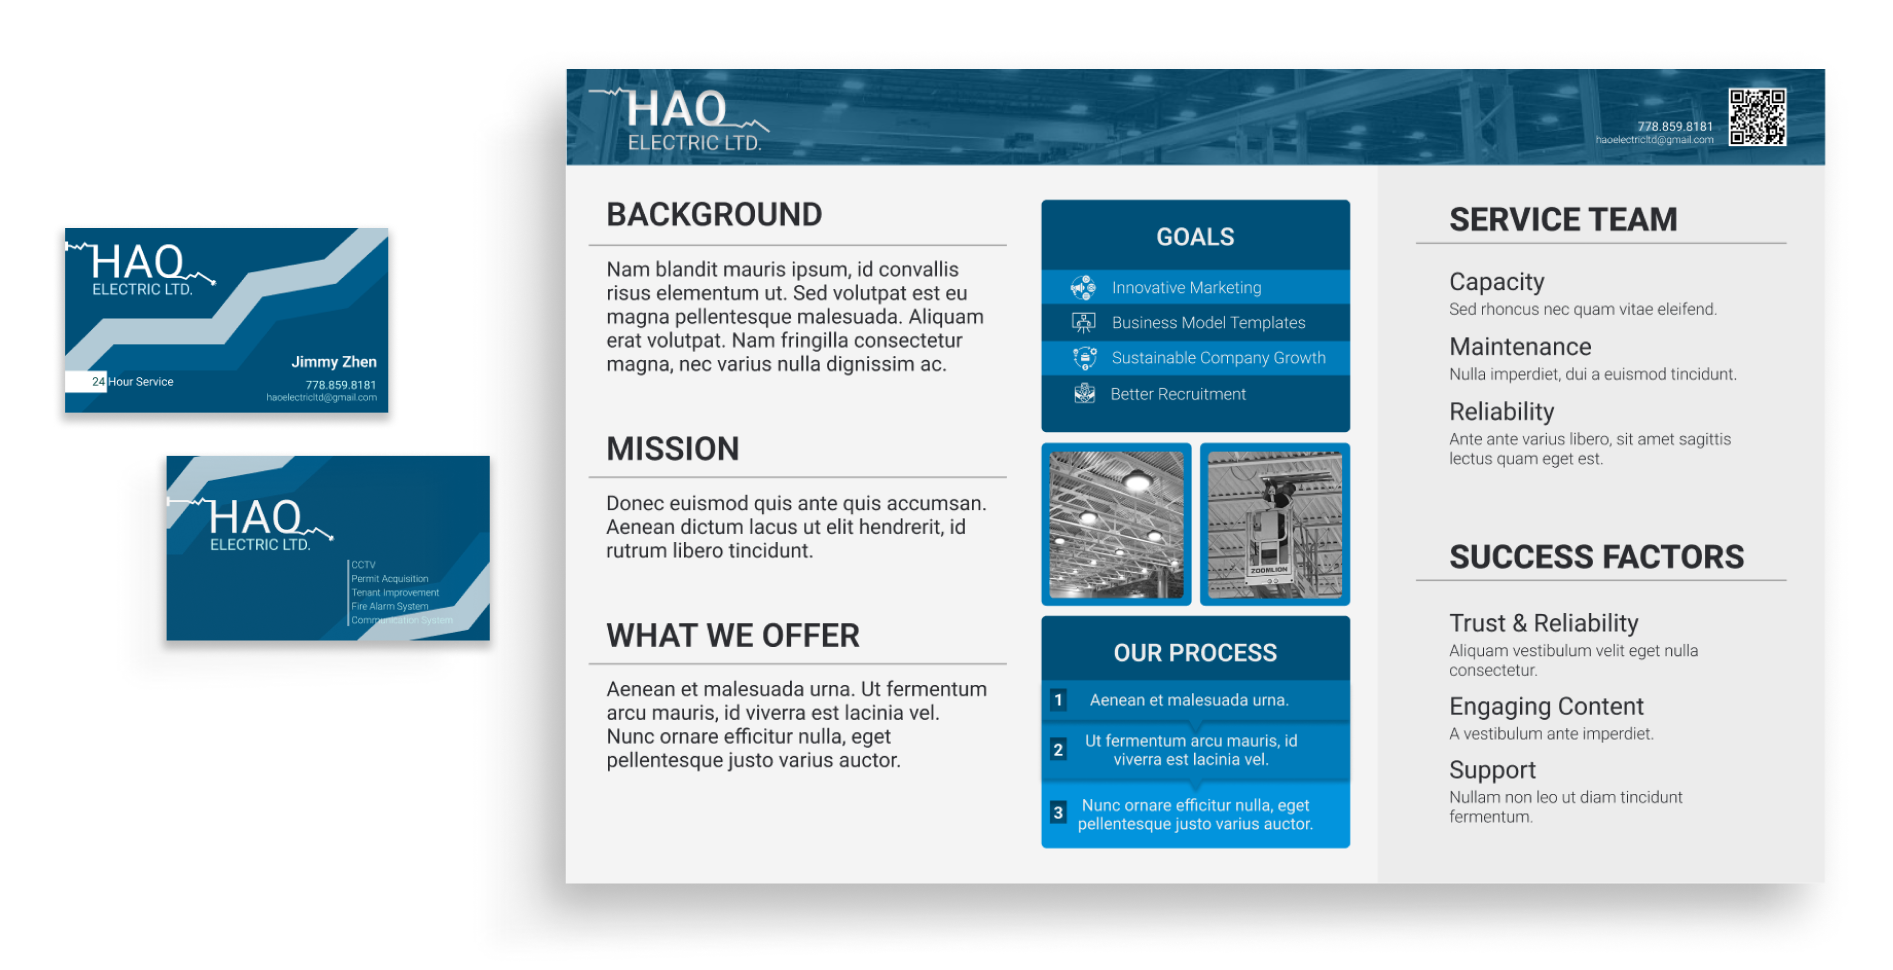 HAO
ELECTRIC LTD.
24 Hour Service
Jimmy Zhen
778.859.8181
haoelectricltd@gmail.com
HAO
ELECTRIC LTD.
CCTV
Permit Acquisition
Tenant Improvement
Fire Alarm System
Communication System
HAO
ELECTRIC LTD.
778.859.8181
haoelectricltd@gmail.com
BACKGROUND
Nam blandit mauris ipsum, id convallis
risus elementum ut. Sed volutpat est eu
magna pellentesque malesuada. Aliquam
erat volutpat. Nam fringilla consectetur
magna, nec varius nulla dignissim ac.
MISSION
Donec euismod quis ante quis accumsan.
Aenean dictum lacus ut elit hendrerit, id
rutrum libero tincidunt.
WHAT WE OFFER
Aenean et malesuada urna. Ut fermentum
arcu mauris, id viverra est lacinia vel.
Nunc ornare efficitur nulla, eget
pellentesque justo varius auctor.
GOALS
Innovative Marketing
Business Model Templates
Sustainable Company Growth
Better Recruitment
ZOOMLION
OUR PROCESS
1 Aenean et malesuada urna.
2 Ut fermentum arcu mauris, id
viverra est lacinia vel.
3 Nunc ornare efficitur nulla, eget
pellentesque justo varius auctor.
SERVICE TEAM
Capacity
Sed rhoncus nec quam vitae eleifend.
Maintenance
Nulla imperdiet, dui a euismod tincidunt.
Reliability
Ante ante varius libero, sit amet sagittis
lectus quam eget est.
SUCCESS FACTORS
Trust & Reliability
Aliquam vestibulum velit eget nulla
consectetur.
Engaging Content
A vestibulum ante imperdiet.
Support
Nullam non leo ut diam tincidunt
fermentum.